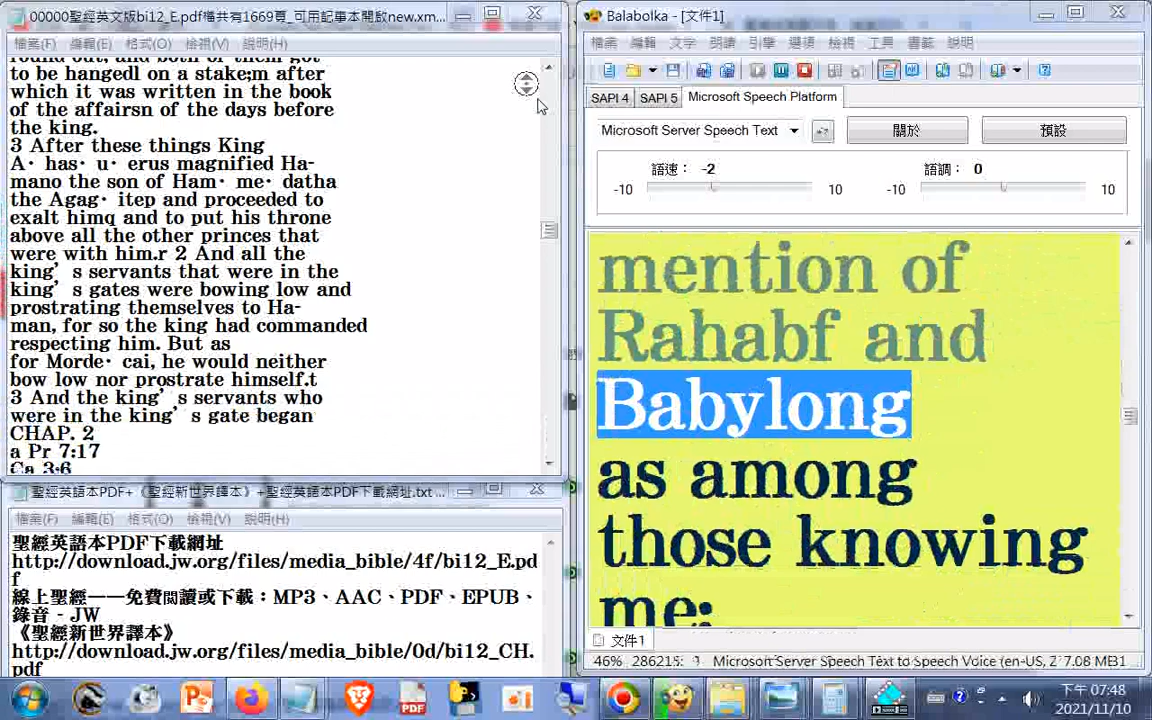 00000聖經英文版bi12_E.pdf檔共有1669頁_可用記事本開啟new.xm...
檔案(F) 編輯(E) 格式(O) 檢視(V) 說明(H)
round out, and both of them got
to be hangedl on a stake;m after
which it was written in the book
of the affairsn of the days before
the king.
3 After these things King
A‧ has‧ u‧ erus magnified Ha-
mano the son of Ham‧ me‧ datha
the Agag‧ itep and proceeded to
exalt himq and to put his throne
above all the other princes that
were with him.r 2 And all the
king’s servants that were in the
king’s gates were bowing low and
prostrating themselves to Ha-
man, for so the king had commanded
respecting him. But as
for Morde‧ cai, he would neither
bow low nor prostrate himself.t
3 And the king’s servants who
were in the king’s gate began
CHAP. 2
a Pr 7:17
Ca 3:6
聖經英語本PDF+《聖經新世界譯本》+聖經英語本PDF下載網址.txt ...
檔案(F) 編輯(E) 格式(O) 檢視(V) 說明(H)
聖經英語本PDF下載網址
http://download.jw.org/files/media_bible/4f/bi12_E.pd
f
線上聖經——免費閱讀或下載：MP3、AAC、PDF、EPUB、
錄音 - JW
《聖經新世界譯本》
http://download.jw.org/files/media_bible/0d/bi12_CH.
pdf
Balabolka - [文件1]
檔案 編輯 文字 朗讀 引擎 選項 檢視 工具 書籤 說明
SAPI 4 SAPI 5 Microsoft Speech Platform
Microsoft Server Speech Text 關於 預設
語速： -2 語調： 0
-10 10 -10 10
mention of
Rahabf and
Babylong
as among
those knowing
me:
文件1
46% 286215: Microsoft Server Speech Text to Speech Voice (en-US, Z 7.08 MB1
下午 07:48
2021/11/10